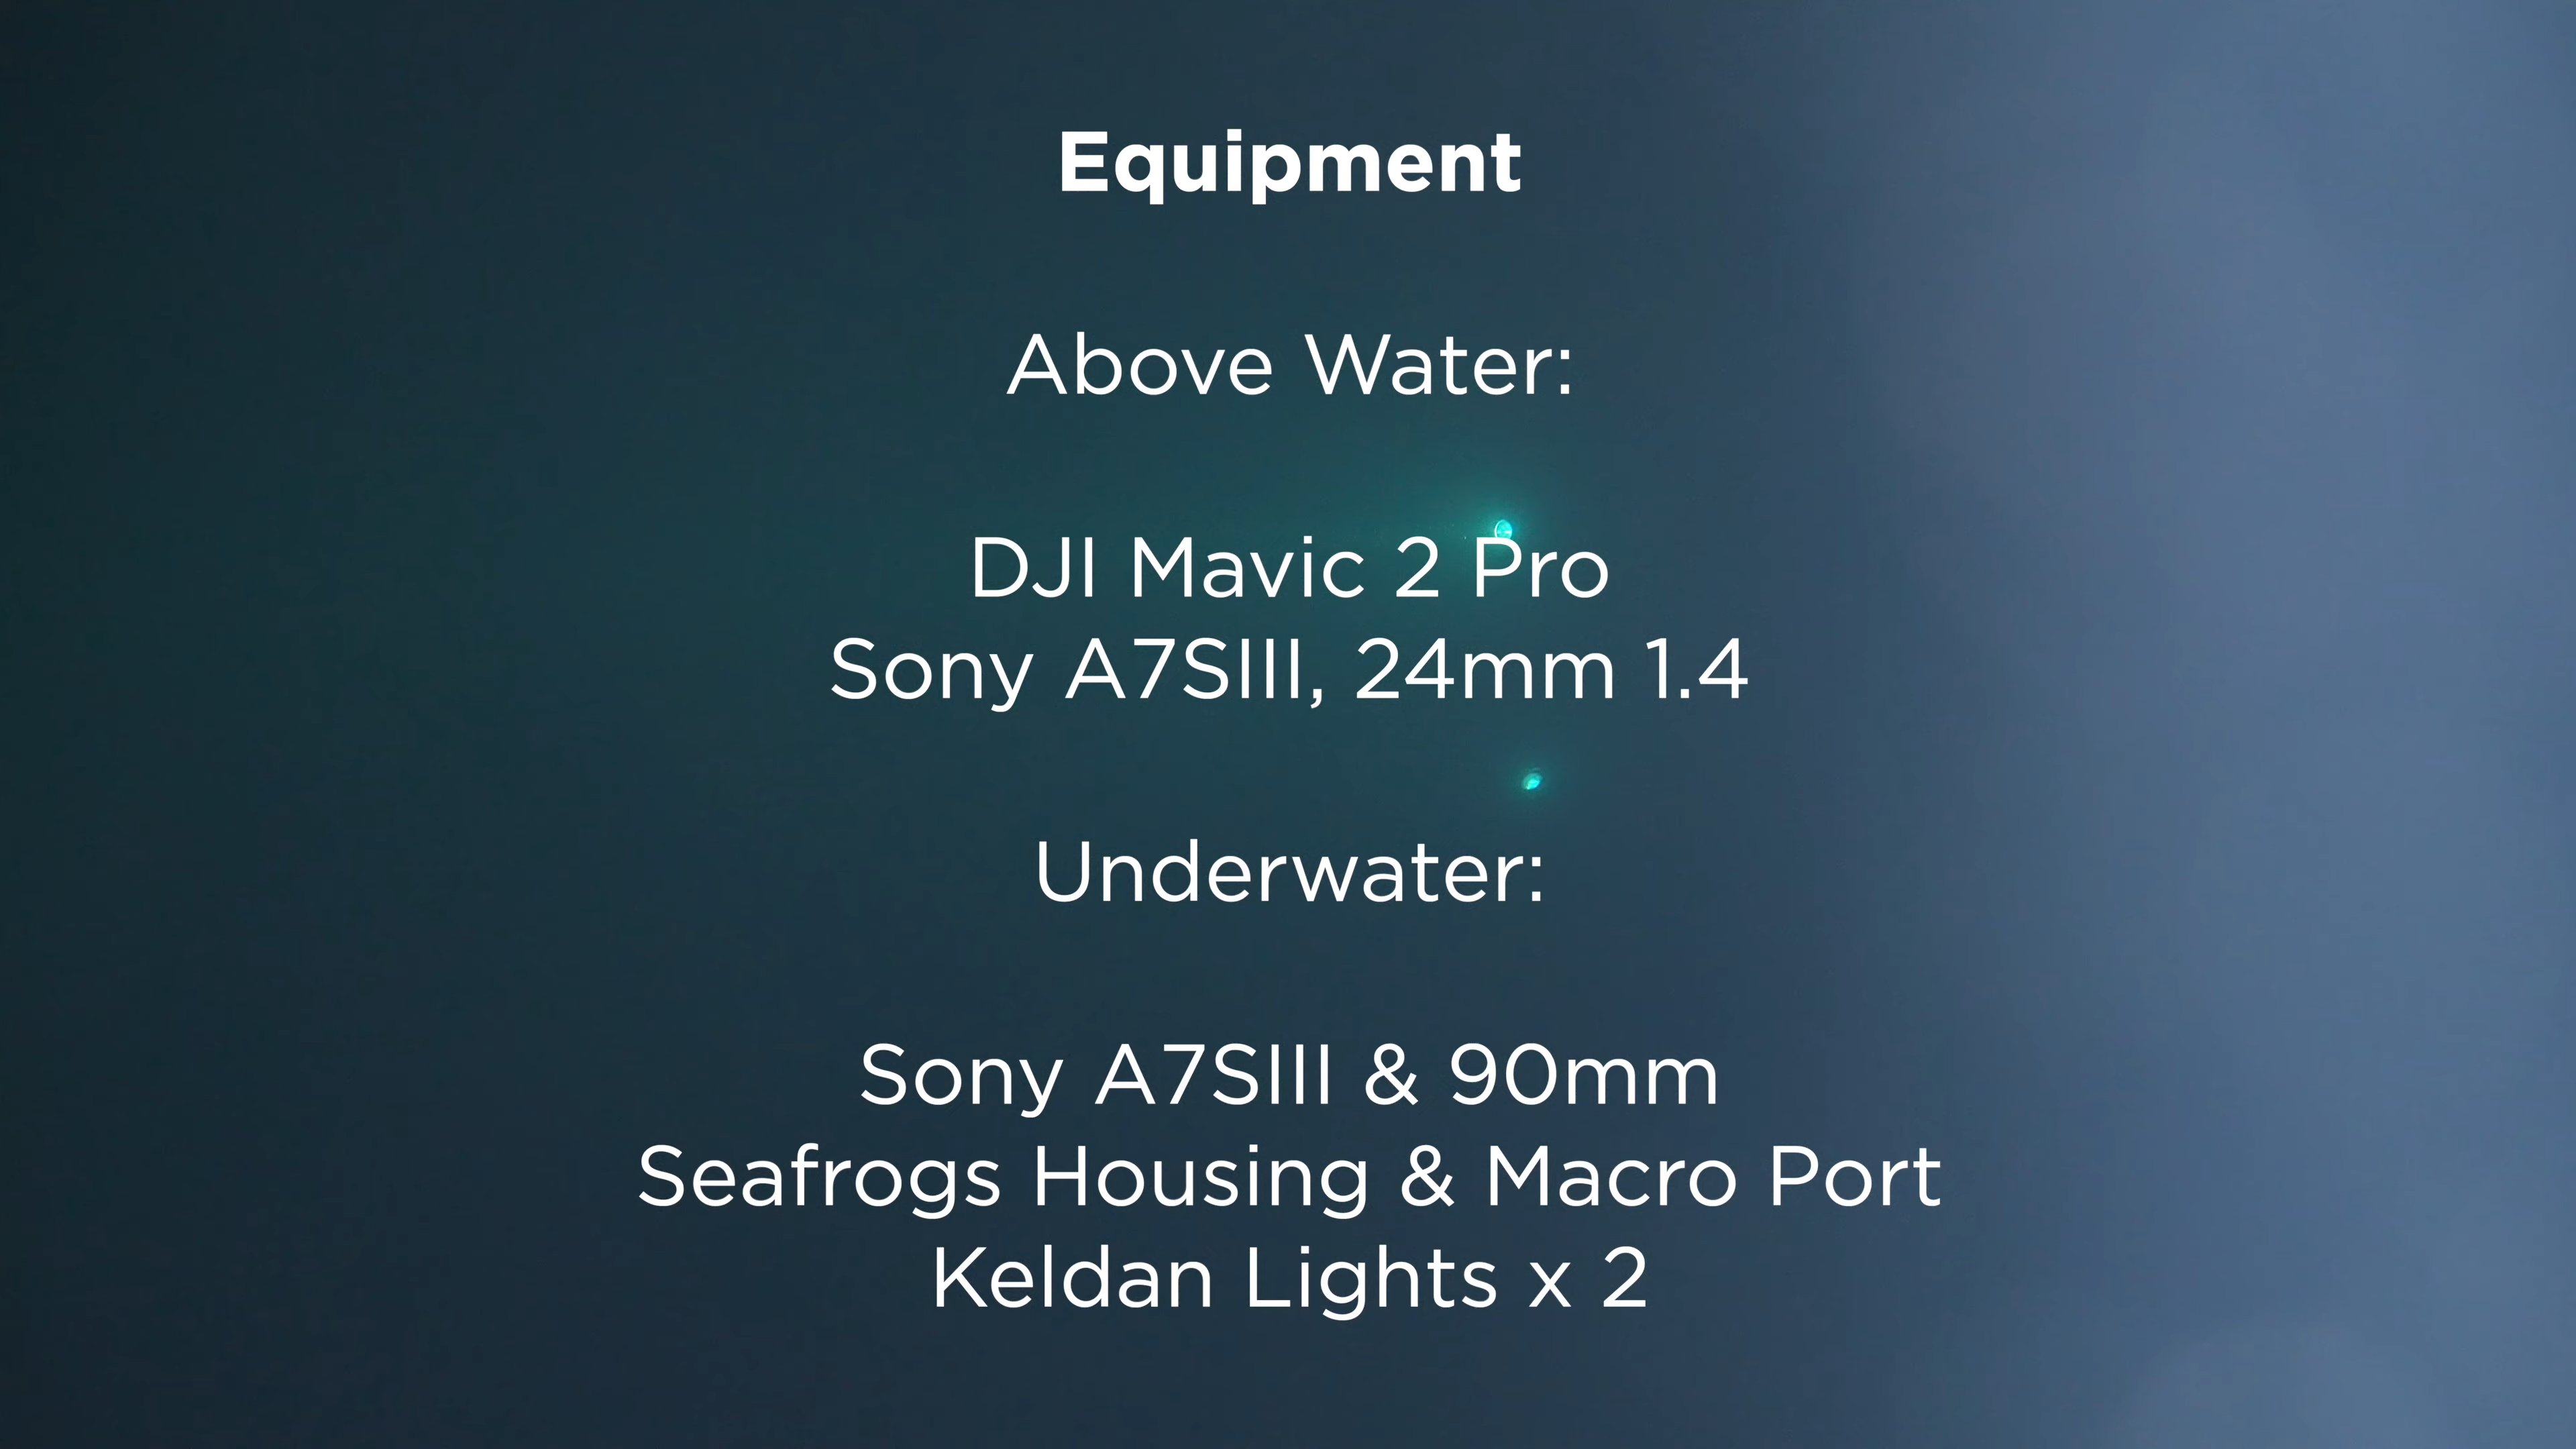 Equipment
Above Water:
DJI Mavic 2 Pro
Sony A7SIII, 24mm 1.4
Underwater:
Sony A7SIII & 90mm
Seafrogs Housing & Macro Port
Keldan Lights x 2